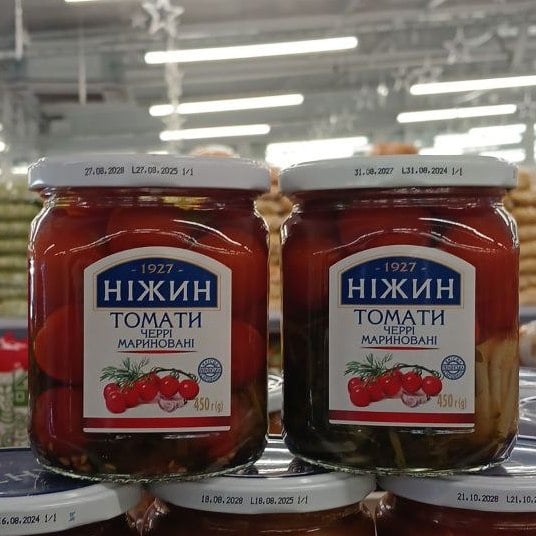 27.08.2028 L27.08.2025 1/1
31.08.2027 L31.08.2024 1/1
- 1927 -
НІЖИН
ТОМАТИ
ЧЕРРІ
МАРИНОВАНІ
450 г(g)
- 1927 -
НІЖИН
ТОМАТИ
ЧЕРРІ
МАРИНОВАНІ
450 г(g)
6.08.2024 1/1
18.08.2028 L18.08.2025 1/1
21.10.2028 L21.10.2